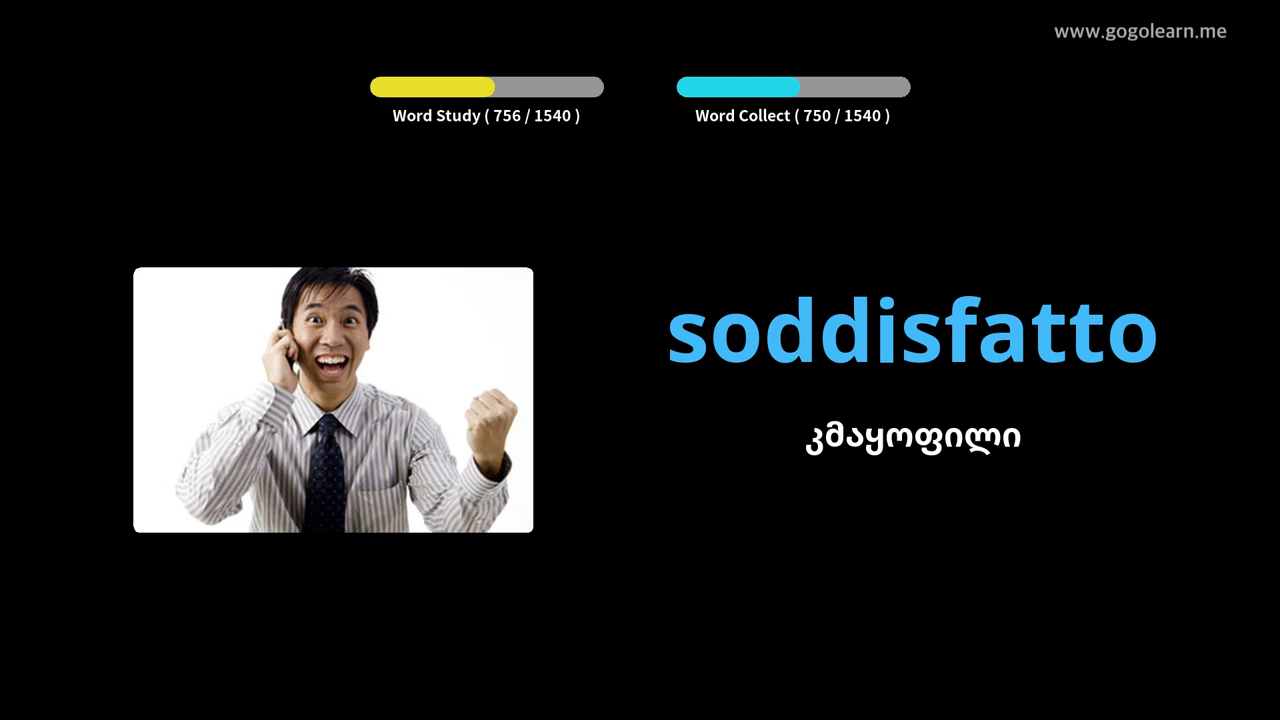 www.gogolearn.me
Word Study ( 756 / 1540 )
Word Collect ( 750 / 1540 )
soddisfatto
კმაყოფილი